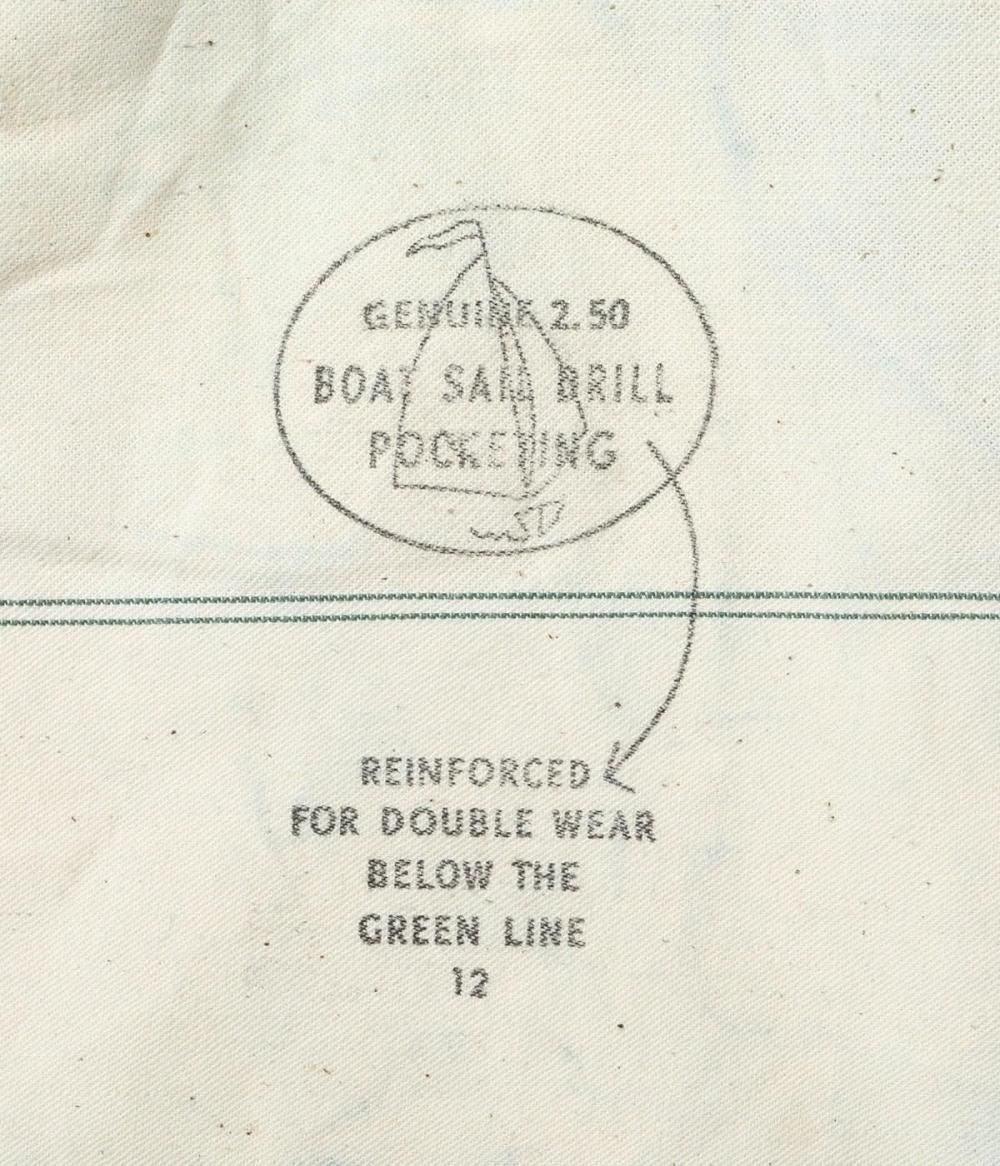 GENUINE 2.50
BOAT SAIL DRILL
POCKETING
REINFORCED
FOR DOUBLE WEAR
BELOW THE
GREEN LINE
12